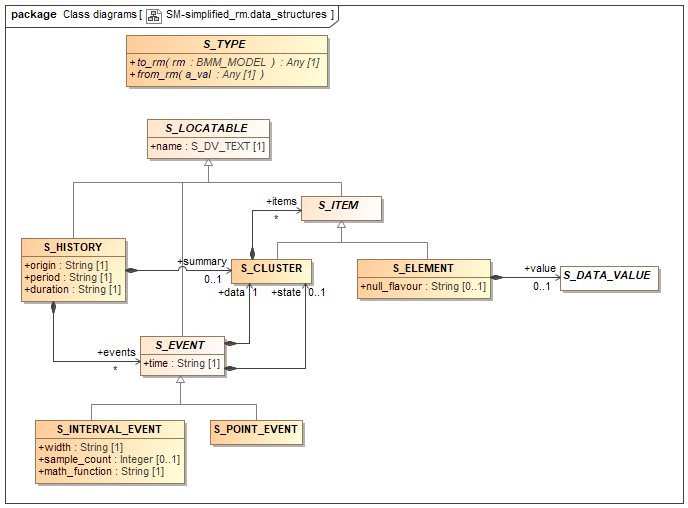 package Class diagrams [ SM-simplified_rm.data_structures ]
S_TYPE
+to_rm( rm : BMM_MODEL ) : Any [1]
+from_rm( a_val : Any [1] )
S_LOCATABLE
+name : S_DV_TEXT [1]
+items
*
S_ITEM
S_HISTORY
+origin : String [1]
+period : String [1]
+duration : String [1]
+summary
0..1
S_CLUSTER
S_ELEMENT
+null_flavour : String [0..1]
+value
0..1
S_DATA_VALUE
+data 1
+state 0..1
+events
*
S_EVENT
+time : String [1]
S_INTERVAL_EVENT
+width : String [1]
+sample_count : Integer [0..1]
+math_function : String [1]
S_POINT_EVENT